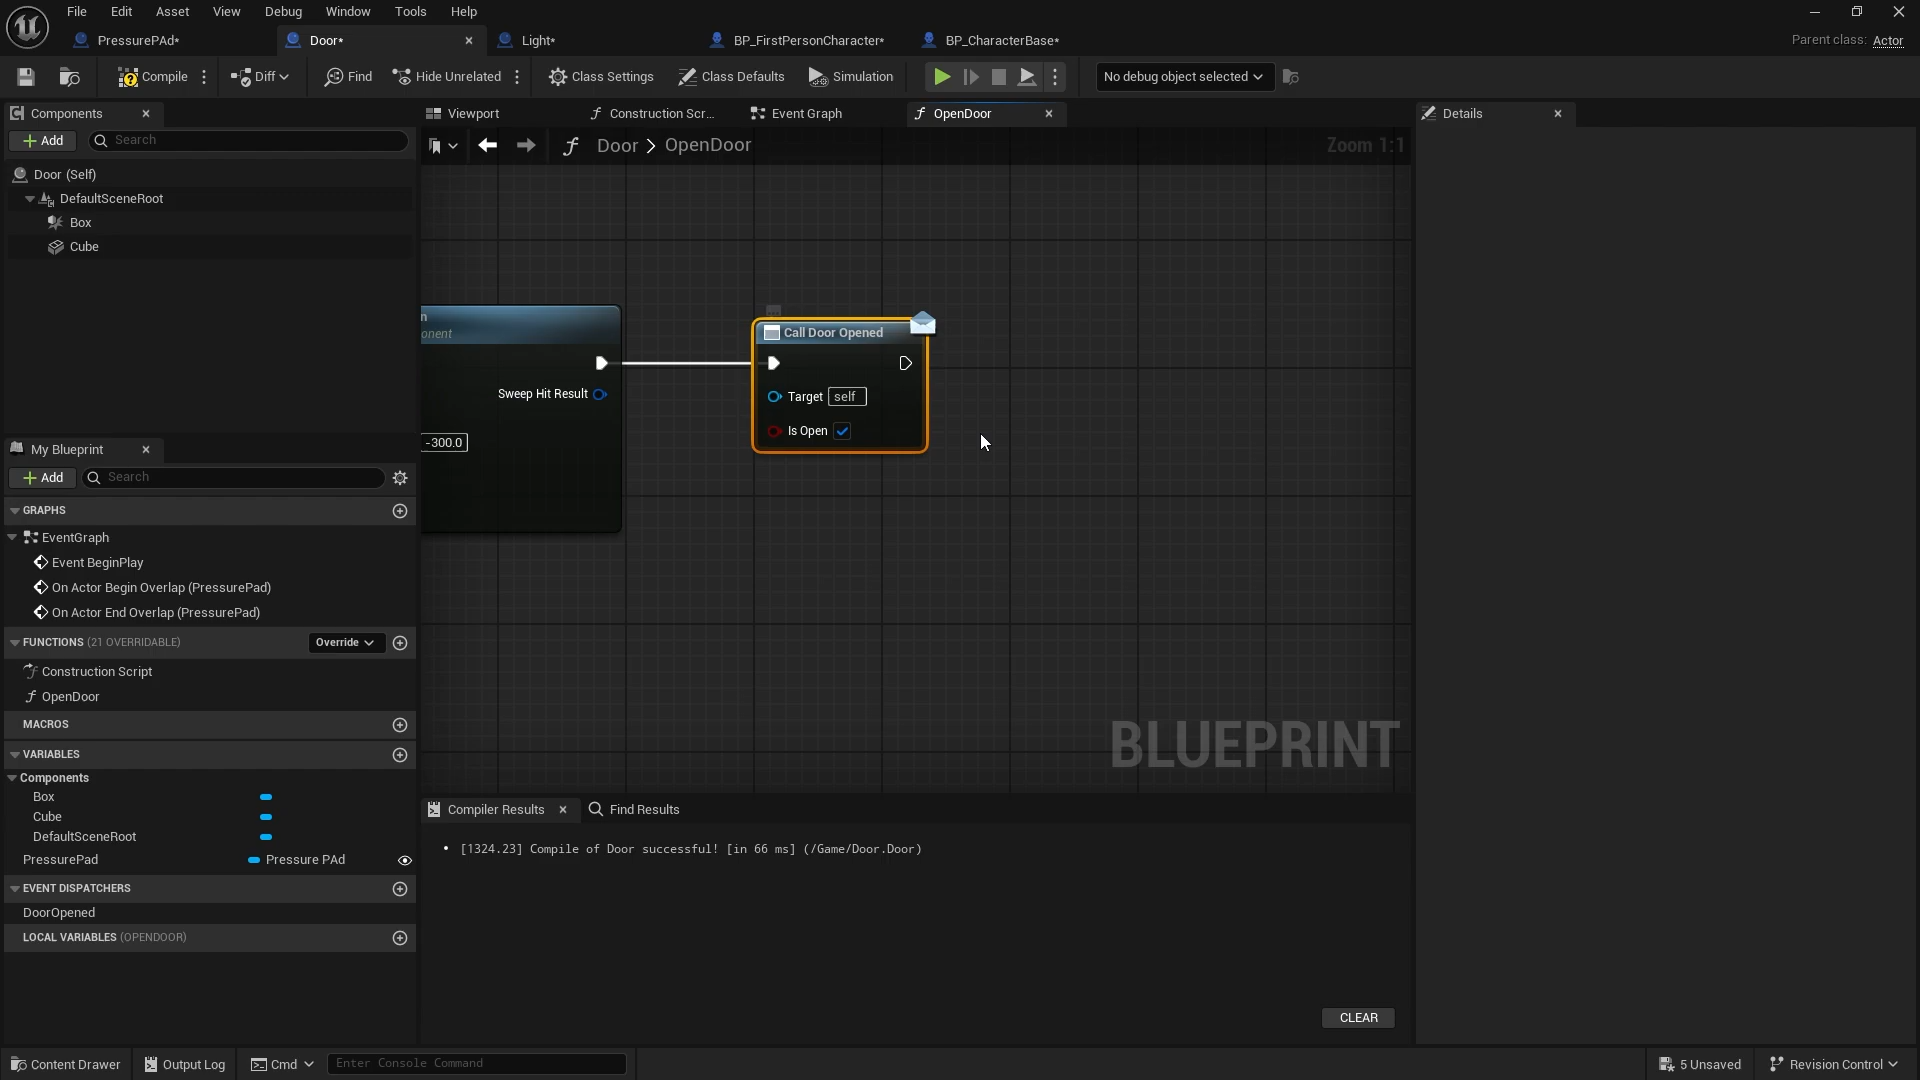 File Edit Asset View Debug Window Tools Help
PressurePAd* Door* Light* BP_FirstPersonCharacter* BP_CharacterBase* Parent class: Actor
Compile Diff Find Hide Unrelated Class Settings Class Defaults Simulation No debug object selected
Components Viewport Construction Scr... Event Graph OpenDoor Details
Add Search
Door > OpenDoor Zoom 1:1
Door (Self)
DefaultSceneRoot
Box
Cube
n
onent
Sweep Hit Result
-300.0
Call Door Opened
Target self
Is Open
BLUEPRINT
My Blueprint
Add Search
GRAPHS
EventGraph
Event BeginPlay
On Actor Begin Overlap (PressurePad)
On Actor End Overlap (PressurePad)
FUNCTIONS (21 OVERRIDABLE) Override
Construction Script
OpenDoor
MACROS
VARIABLES
Components
Box
Cube
DefaultSceneRoot
PressurePad Pressure PAd
EVENT DISPATCHERS
DoorOpened
LOCAL VARIABLES (OPENDOOR)
Compiler Results Find Results
[1324.23] Compile of Door successful! [in 66 ms] (/Game/Door.Door)
CLEAR
Content Drawer Output Log Cmd Enter Console Command 5 Unsaved Revision Control